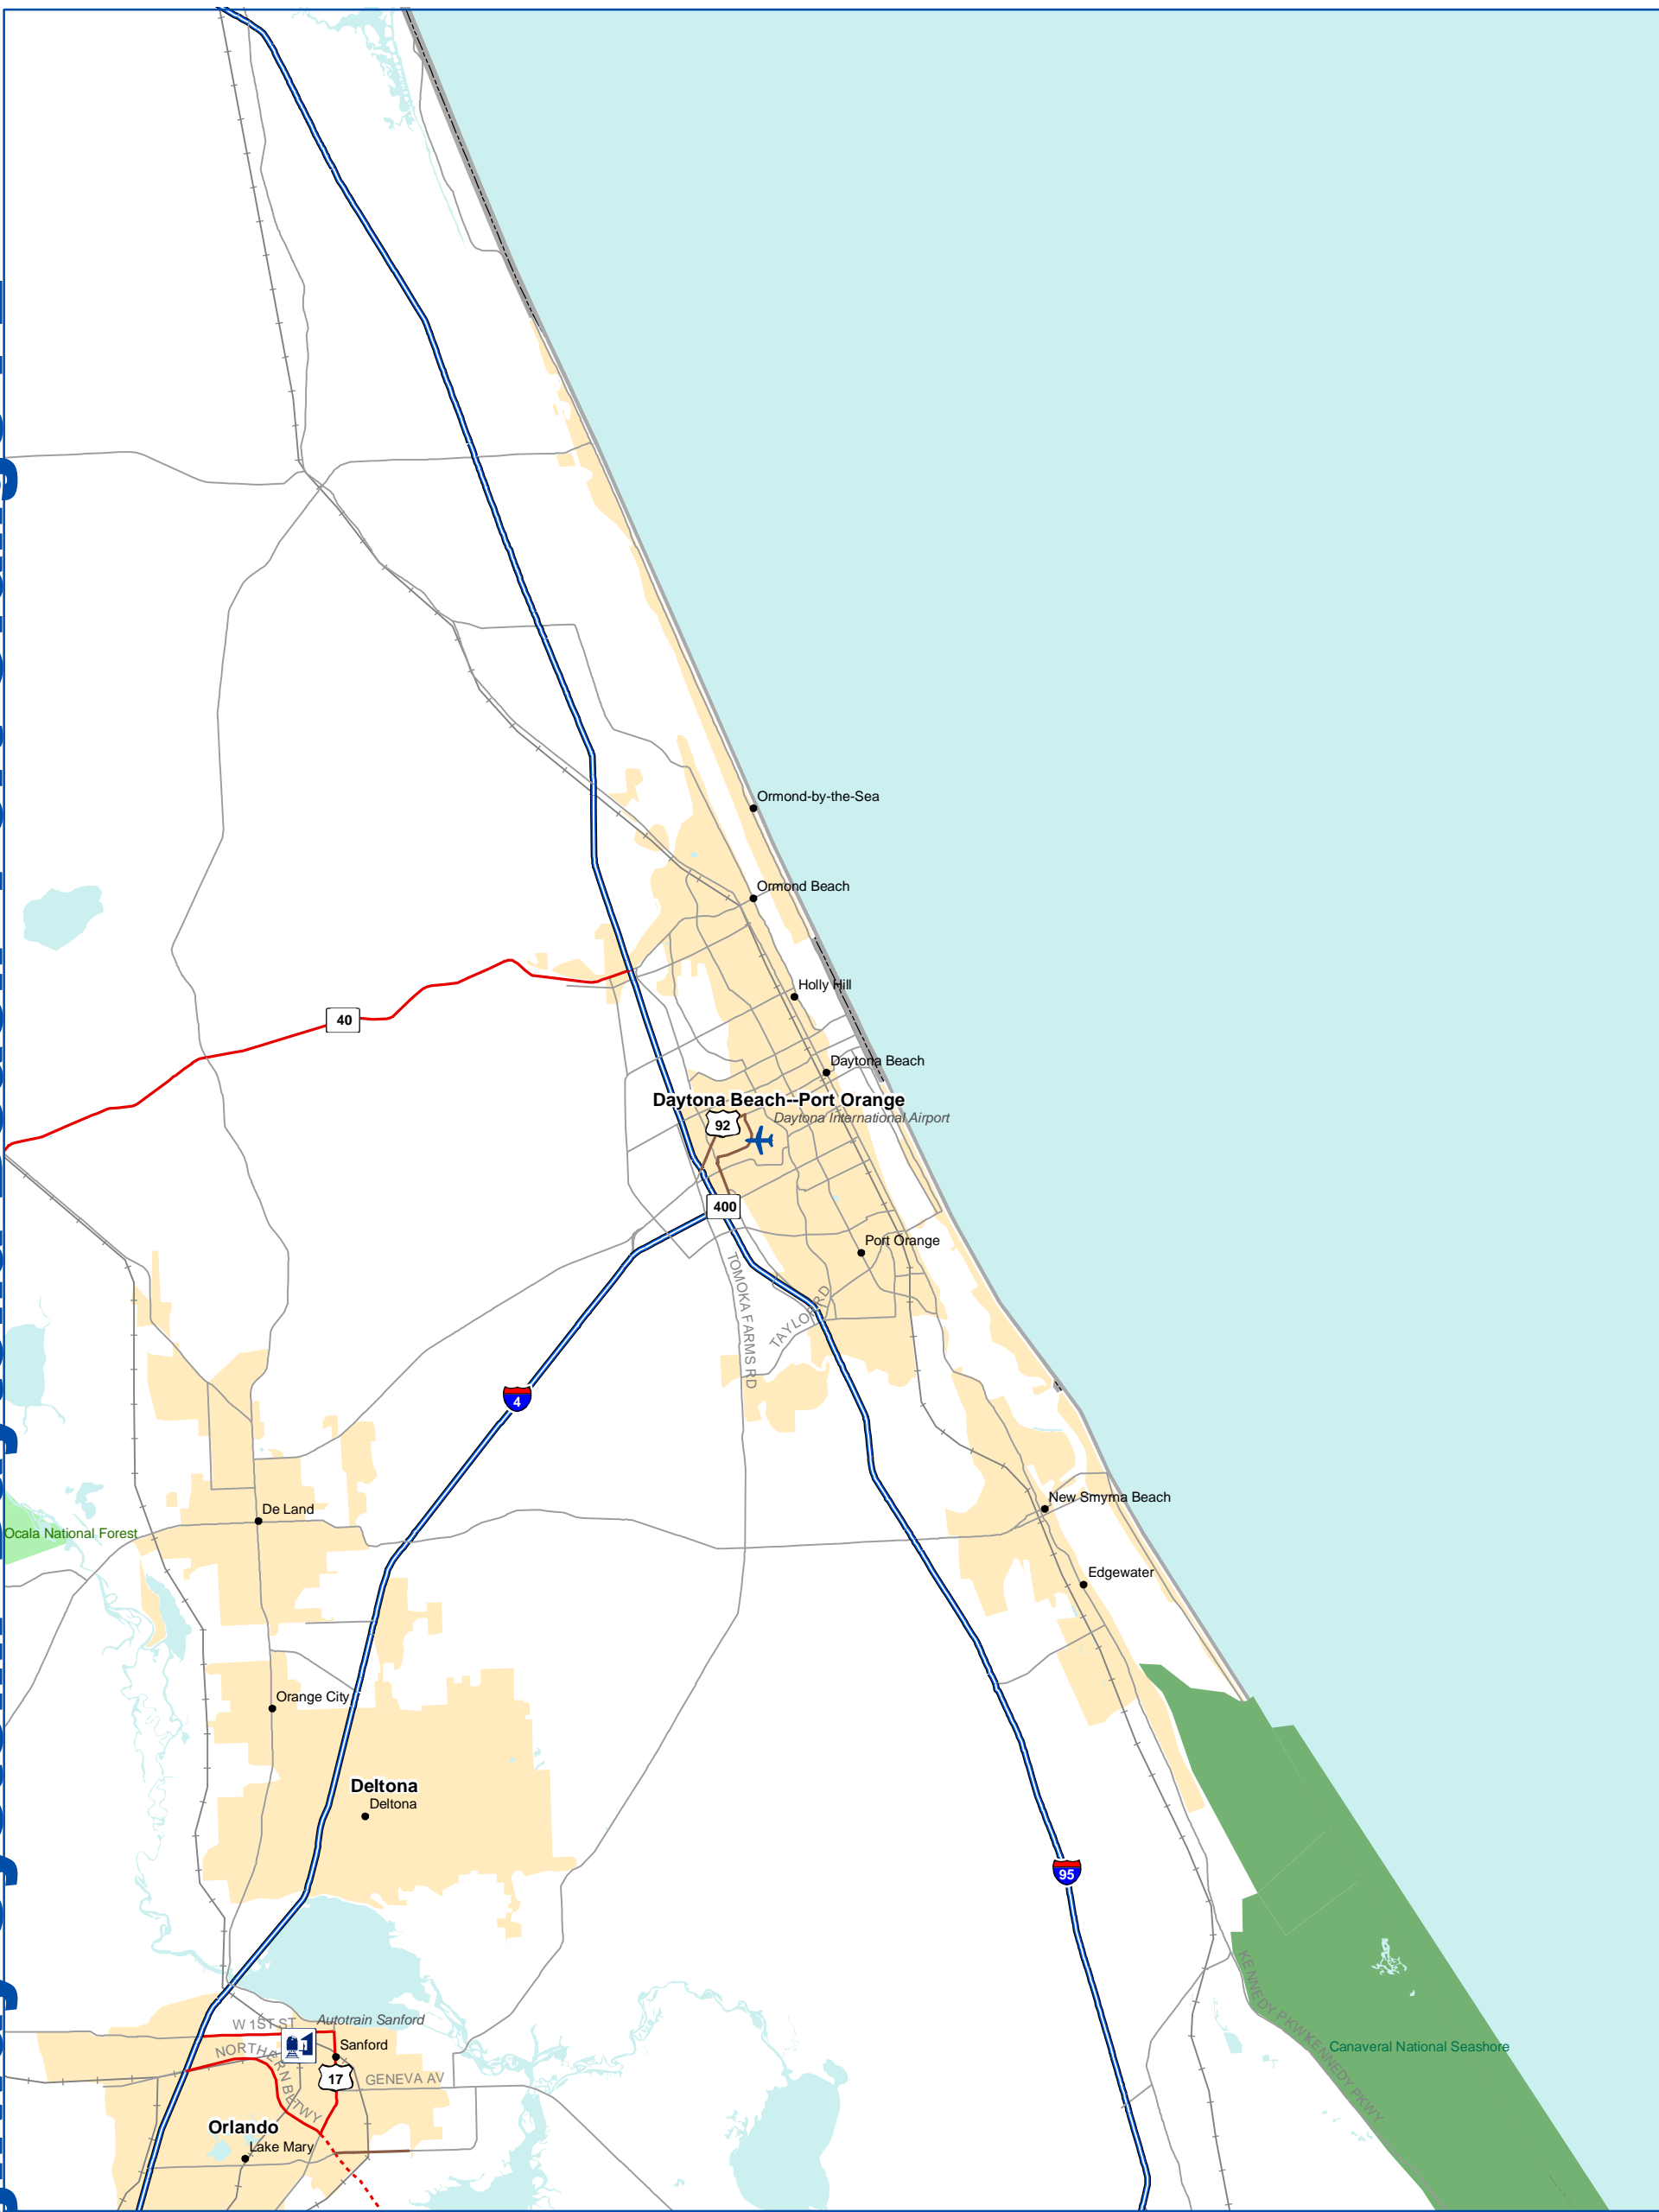 Ormond-by-the-Sea
Ormond Beach
Holly Hill
40
Daytona Beach
Daytona Beach--Port Orange
Daytona International Airport
92
400
Port Orange
TOMOKA FARMS RD
TAYLOR RD
4
New Smyrna Beach
De Land
Ocala National Forest
Edgewater
Orange City
Deltona
Deltona
95
KENNEDY PKWY
KENNEDY PKWY
Autotrain Sanford
W 1ST ST
Sanford
NORTHERN BLTWY
17
GENEVA AV
Canaveral National Seashore
Orlando
Lake Mary